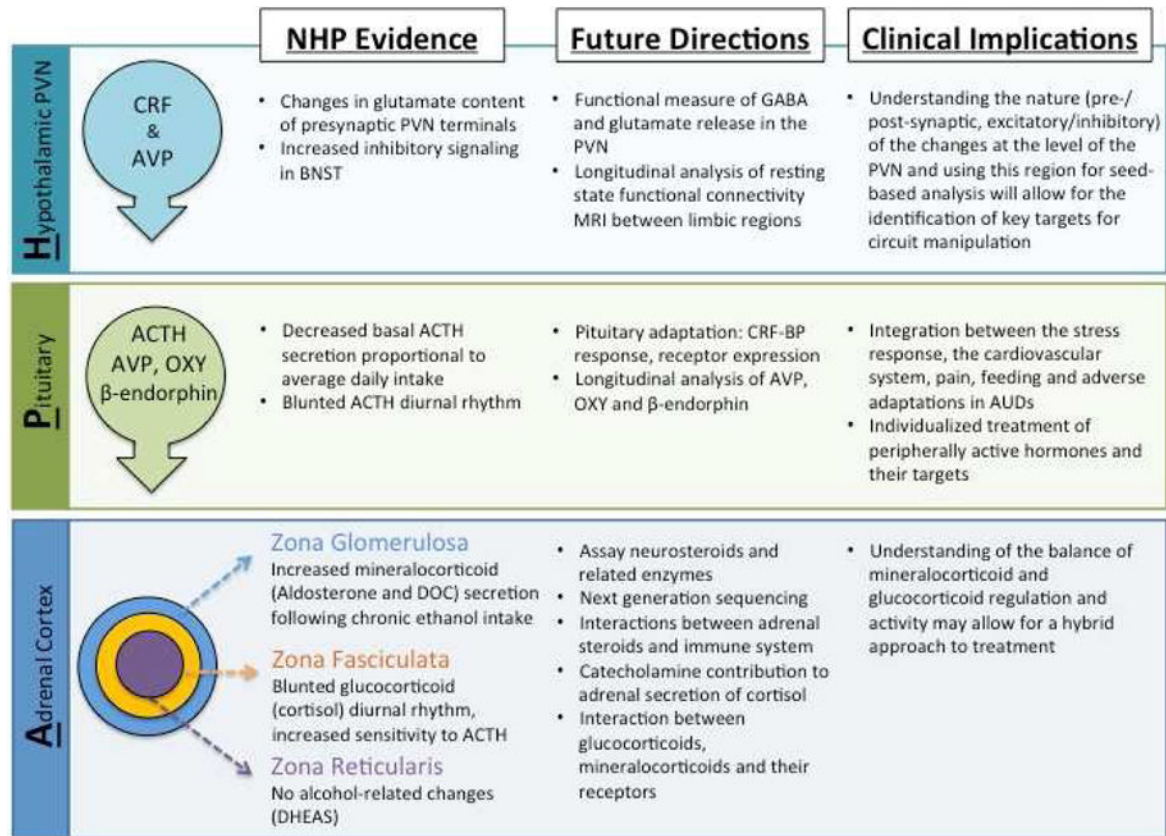 NHP Evidence
Future Directions
Clinical Implications
Hypothalamic PVN
CRF
&
AVP
• Changes in glutamate content
of presynaptic PVN terminals
• Increased inhibitory signaling
in BNST
• Functional measure of GABA
and glutamate release in the
PVN
• Longitudinal analysis of resting
state functional connectivity
MRI between limbic regions
• Understanding the nature (pre-/
post-synaptic, excitatory/inhibitory)
of the changes at the level of the
PVN and using this region for seed-
based analysis will allow for the
identification of key targets for
circuit manipulation
Pituitary
ACTH
AVP, OXY
β-endorphin
• Decreased basal ACTH
secretion proportional to
average daily intake
• Blunted ACTH diurnal rhythm
• Pituitary adaptation: CRF-BP
response, receptor expression
• Longitudinal analysis of AVP,
OXY and β-endorphin
• Integration between the stress
response, the cardiovascular
system, pain, feeding and adverse
adaptations in AUDs
• Individualized treatment of
peripherally active hormones and
their targets
Adrenal Cortex
Zona Glomerulosa
Increased mineralocorticoid
(Aldosterone and DOC) secretion
following chronic ethanol intake
Zona Fasciculata
Blunted glucocorticoid
(cortisol) diurnal rhythm,
increased sensitivity to ACTH
Zona Reticularis
No alcohol-related changes
(DHEAS)
• Assay neurosteroids and
related enzymes
• Next generation sequencing
• Interactions between adrenal
steroids and immune system
• Catecholamine contribution to
adrenal secretion of cortisol
• Interaction between
glucocorticoids,
mineralocorticoids and their
receptors
• Understanding of the balance of
mineralocorticoid and
glucocorticoid regulation and
activity may allow for a hybrid
approach to treatment